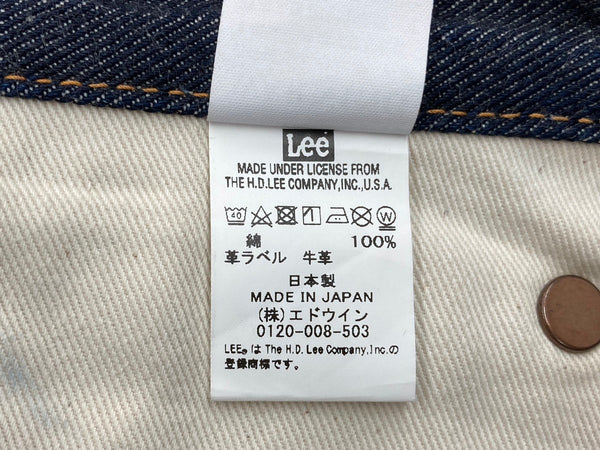 Lee
MADE UNDER LICENSE FROM
THE H.D.LEE COMPANY,INC.,U.S.A.
40 W
綿 100%
革ラベル 牛革
日本製
MADE IN JAPAN
(株)エドウイン
0120-008-503
LEE® は The H.D. Lee Company,Inc.の
登録商標です。